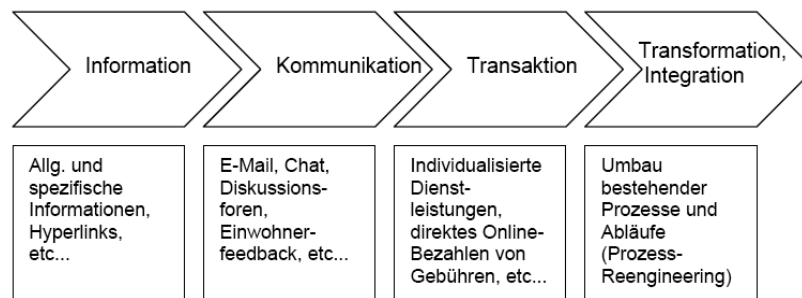 Information
Kommunikation
Transaktion
Transformation,
Integration
Allg. und
spezifische
Informationen,
Hyperlinks,
etc...
E-Mail, Chat,
Diskussions-
foren,
Einwohner-
feedback, etc...
Individualisierte
Dienst-
leistungen,
direktes Online-
Bezahlen von
Gebühren, etc...
Umbau
bestehender
Prozesse und
Abläufe
(Prozess-
Reengineering)